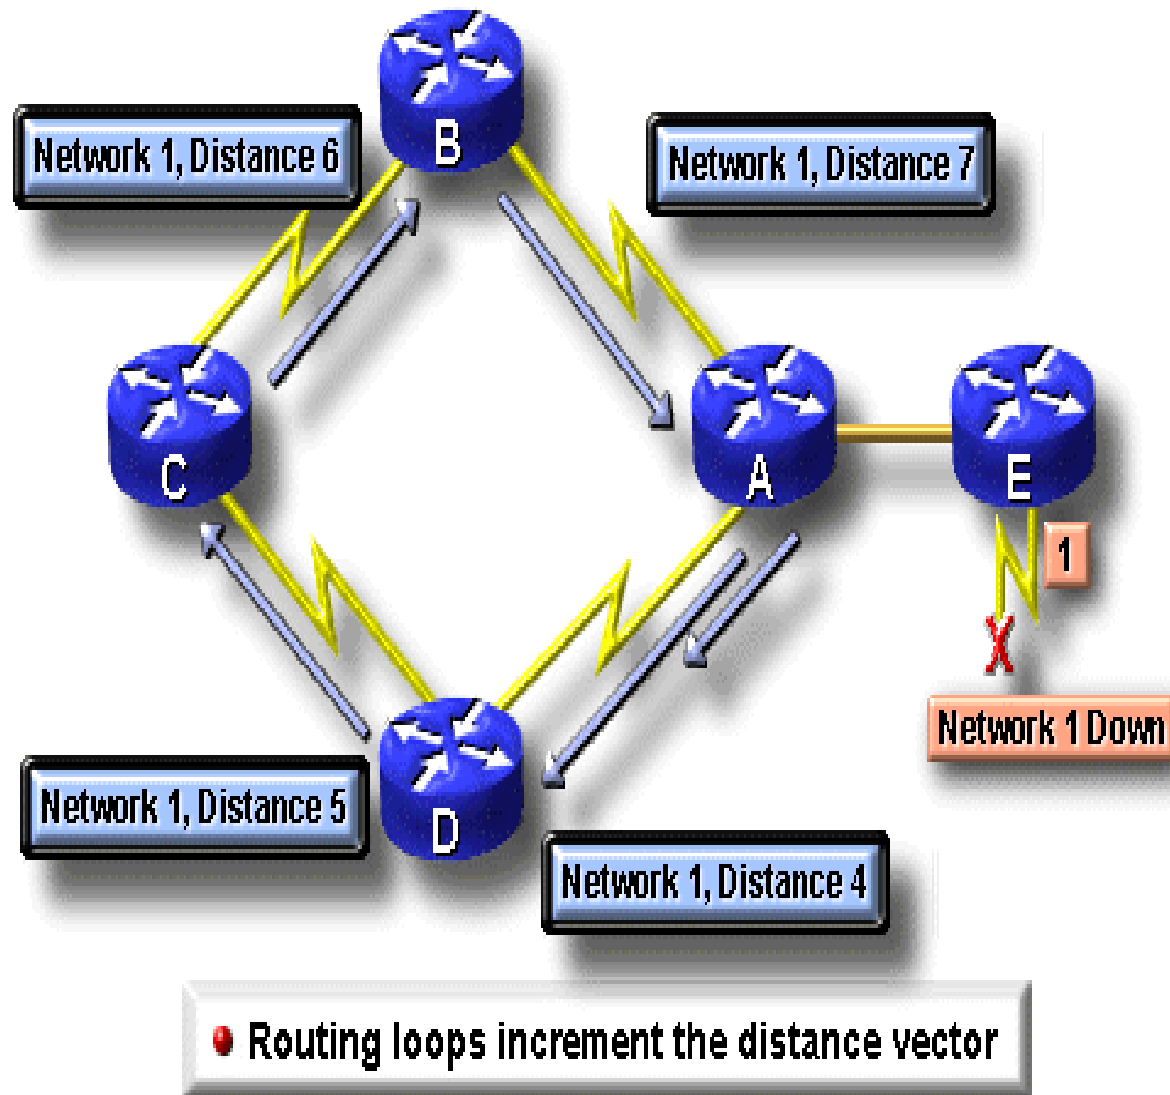 B
Network 1, Distance 6
Network 1, Distance 7
C
A
E
1
Network 1 Down
Network 1, Distance 5
D
Network 1, Distance 4
Routing loops increment the distance vector